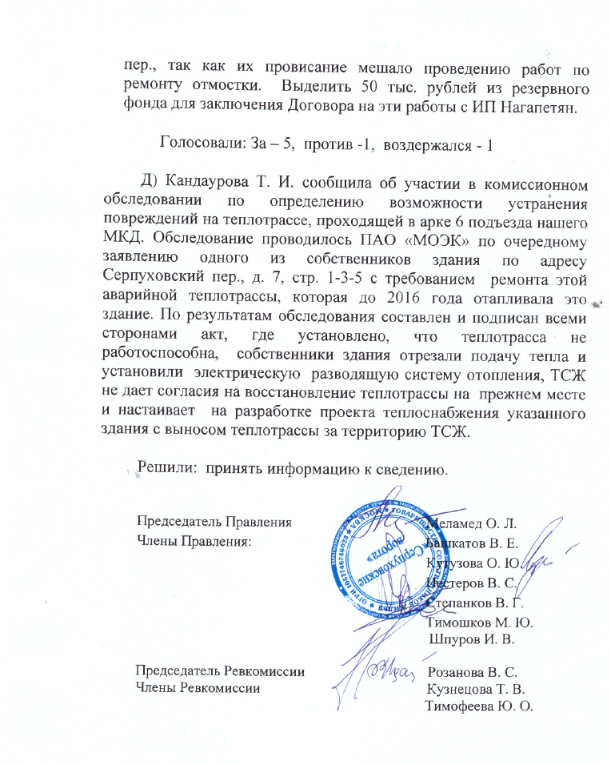 пер., так как их провисание мешало проведению работ по
ремонту отмостки. Выделить 50 тыс. рублей из резервного
фонда для заключения Договора на эти работы с ИП Нагапетян.
Голосовали: За – 5, против -1, воздержался - 1
Д) Кандаурова Т. И. сообщила об участии в комиссионном
обследовании по определению возможности устранения
повреждений на теплотрассе, проходящей в арке 6 подъезда нашего
МКД. Обследование проводилось ПАО «МОЭК» по очередному
заявлению одного из собственников здания по адресу
Серпуховский пер., д. 7, стр. 1-3-5 с требованием ремонта этой
аварийной теплотрассы, которая до 2016 года отапливала это
здание. По результатам обследования составлен и подписан всеми
сторонами акт, где установлено, что теплотрасса не
работоспособна, собственники здания отрезали подачу тепла и
установили электрическую разводящую систему отопления, ТСЖ
не дает согласия на восстановление теплотрассы на прежнем месте
и настаивает на разработке проекта теплоснабжения указанного
здания с выносом теплотрассы за территорию ТСЖ.
Решили: принять информацию к сведению.
Председатель Правления Меламед О. Л.
Члены Правления: Башкатов В. Е.
Кутузова О. Ю.
Нестеров В. С.
Степанков В. Г.
Тимошков М. Ю.
Шпуров И. В.
«Серпуховские
ворота»
Председатель Ревкомиссии Розанова В. С.
Члены Ревкомиссии Кузнецова Т. В.
Тимофеева Ю. О.